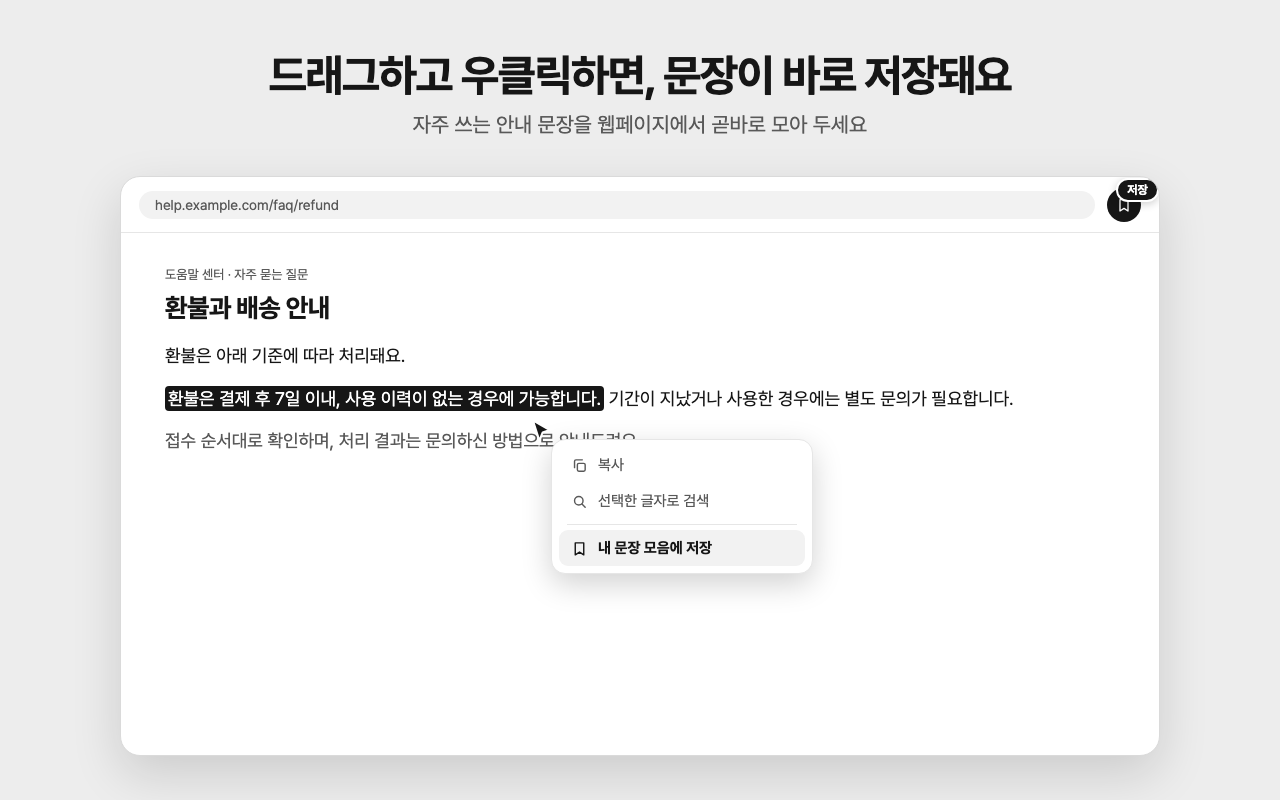 드래그하고 우클릭하면, 문장이 바로 저장돼요
자주 쓰는 안내 문장을 웹페이지에서 곧바로 모아 두세요
help.example.com/faq/refund
저장
도움말 센터 · 자주 묻는 질문
환불과 배송 안내
환불은 아래 기준에 따라 처리돼요.
환불은 결제 후 7일 이내, 사용 이력이 없는 경우에 가능합니다. 기간이 지났거나 사용한 경우에는 별도 문의가 필요합니다.
접수 순서대로 확인하며, 처리 결과는 문의하신 방법으로
복사
선택한 글자로 검색
내 문장 모음에 저장